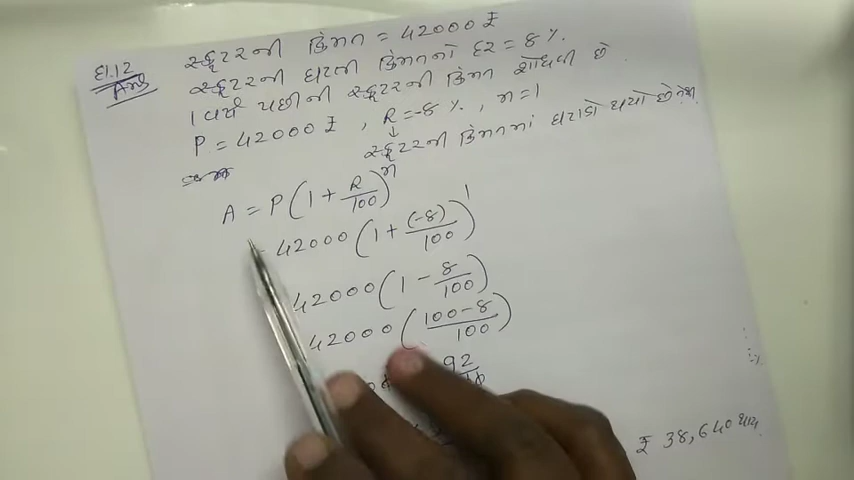 દા.12 સ્કૂટરની કિંમત = 42000 ₹
Ans સ્કૂટરની ઘટતી કિંમતનો દર = 8 %.
1 વર્ષ પછીની સ્કૂટરની કિંમત શોધવી છે
P = 42000 ₹ , R = -8 %. , n = 1
સ્કૂટરની કિંમતમાં ઘટાડો થયો છે
A = P (1 + R/100)^n
42000 (1 + (-8)/100)^1
42000 (1 - 8/100)
42000 (100-8/100)
92
₹ 38,640 થાય.